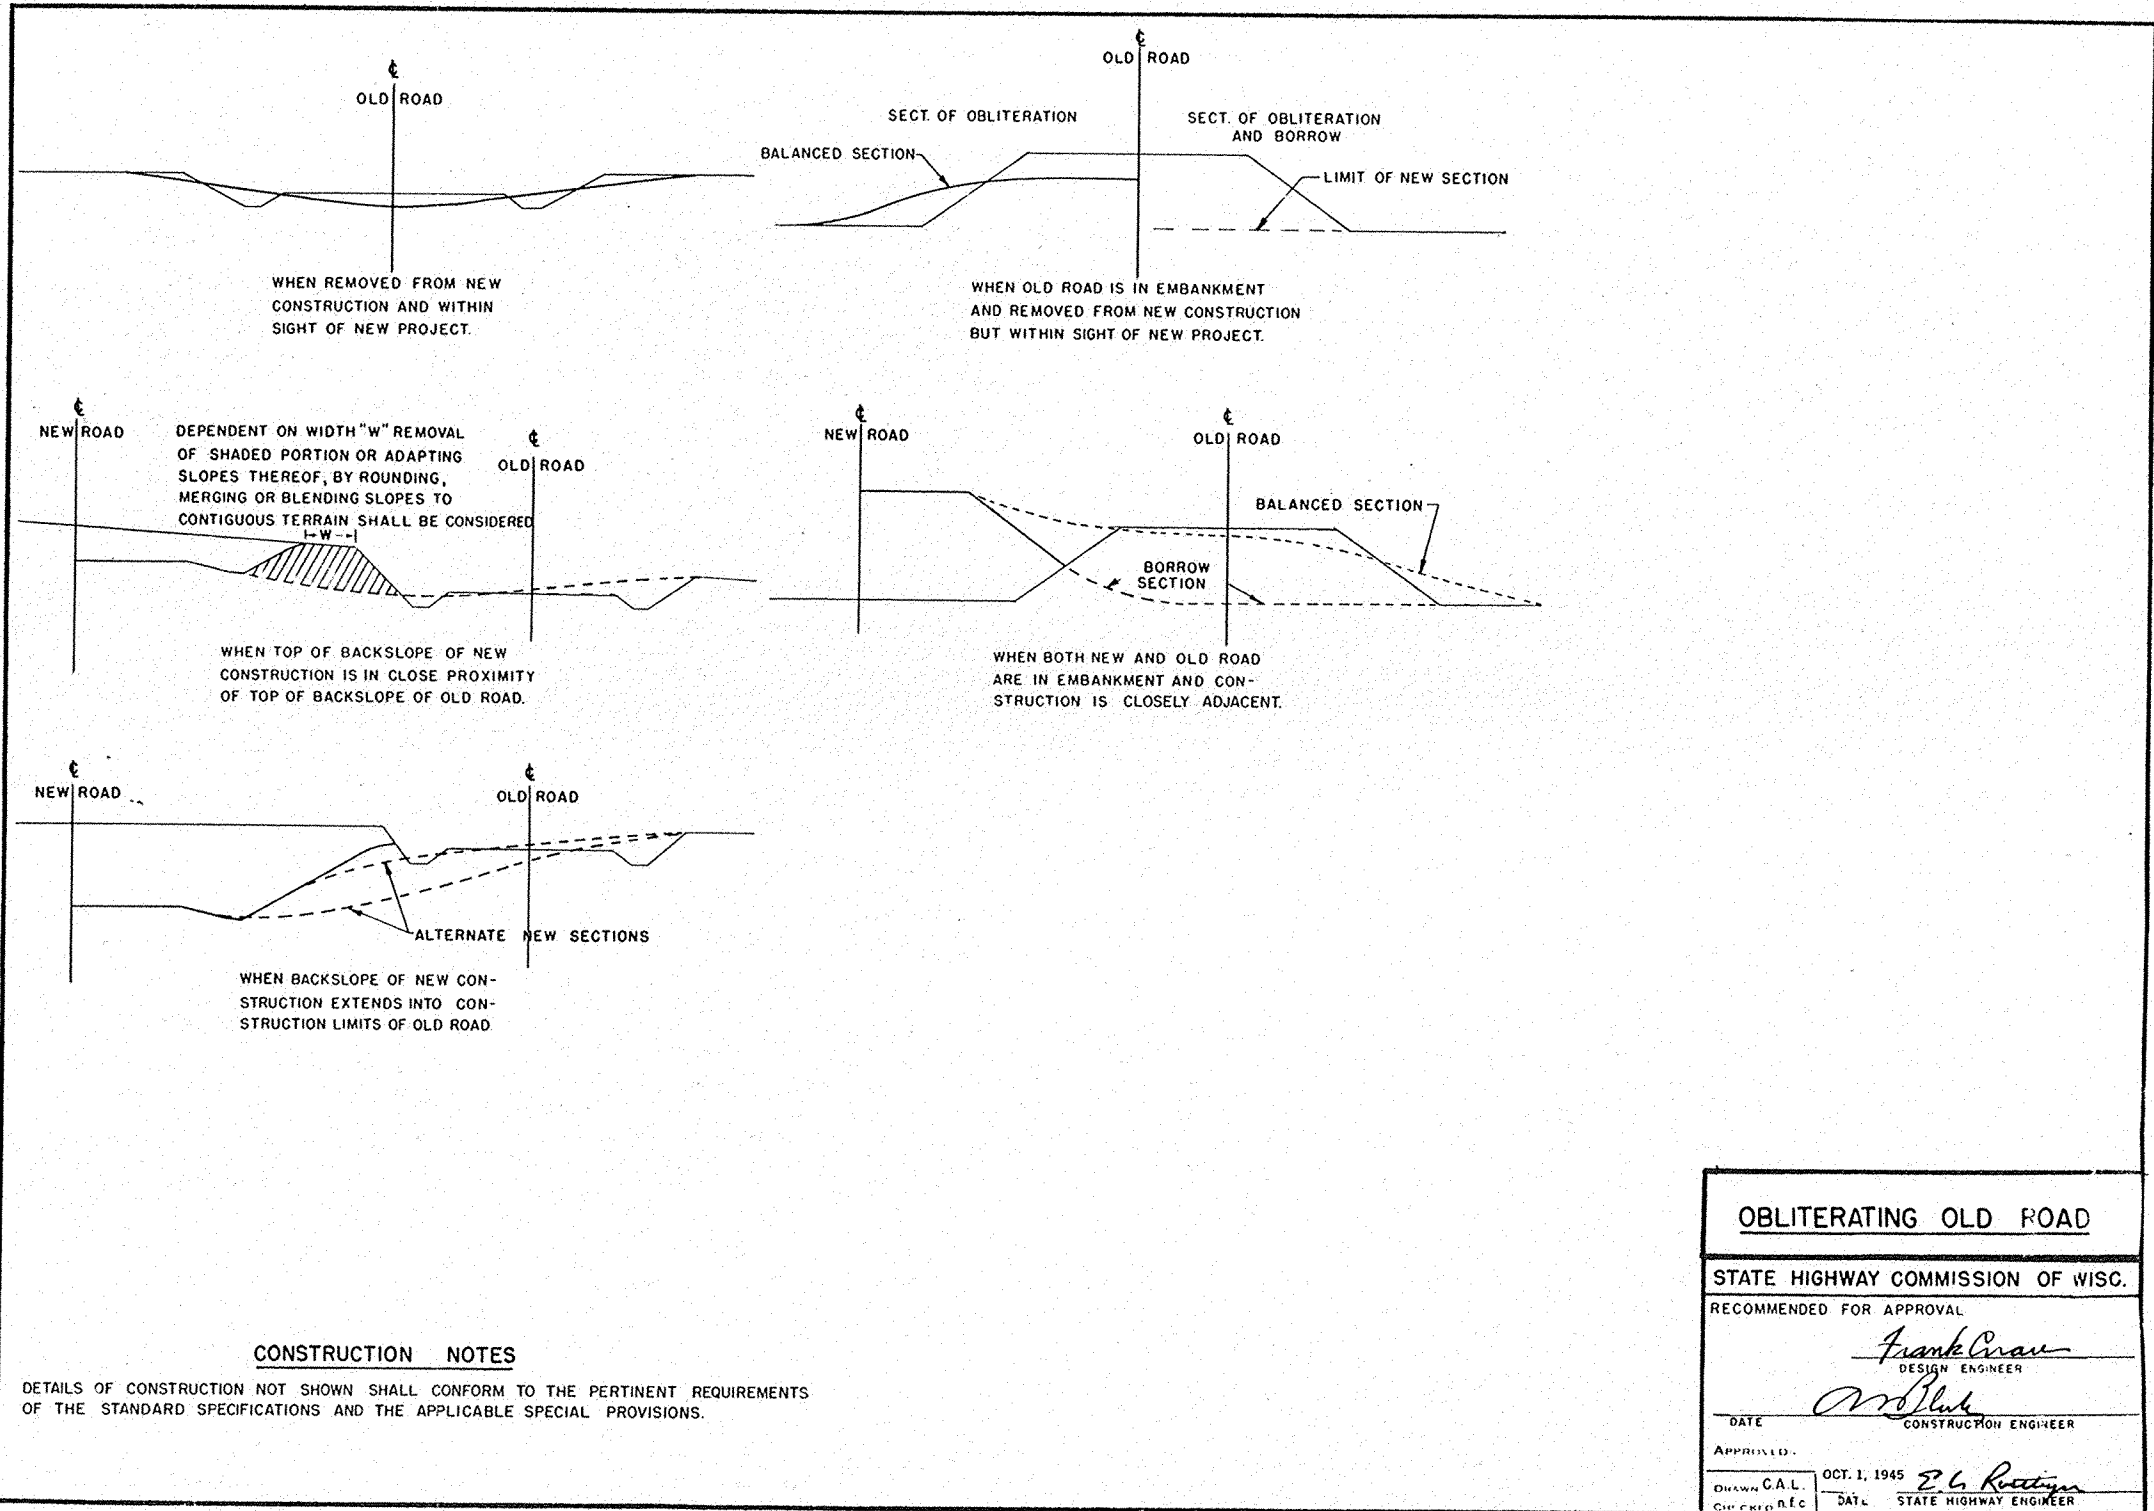 ℄
OLD ROAD
WHEN REMOVED FROM NEW
CONSTRUCTION AND WITHIN
SIGHT OF NEW PROJECT.
℄
OLD ROAD
SECT. OF OBLITERATION
SECT. OF OBLITERATION
AND BORROW
BALANCED SECTION
LIMIT OF NEW SECTION
WHEN OLD ROAD IS IN EMBANKMENT
AND REMOVED FROM NEW CONSTRUCTION
BUT WITHIN SIGHT OF NEW PROJECT.
℄
NEW ROAD
DEPENDENT ON WIDTH "W" REMOVAL
OF SHADED PORTION OR ADAPTING
SLOPES THEREOF, BY ROUNDING,
MERGING OR BLENDING SLOPES TO
CONTIGUOUS TERRAIN SHALL BE CONSIDERED
W
℄
OLD ROAD
WHEN TOP OF BACKSLOPE OF NEW
CONSTRUCTION IS IN CLOSE PROXIMITY
OF TOP OF BACKSLOPE OF OLD ROAD.
℄
NEW ROAD
℄
OLD ROAD
BALANCED SECTION
BORROW
SECTION
WHEN BOTH NEW AND OLD ROAD
ARE IN EMBANKMENT AND CON-
STRUCTION IS CLOSELY ADJACENT.
℄
NEW ROAD
℄
OLD ROAD
ALTERNATE NEW SECTIONS
WHEN BACKSLOPE OF NEW CON-
STRUCTION EXTENDS INTO CON-
STRUCTION LIMITS OF OLD ROAD
CONSTRUCTION NOTES
DETAILS OF CONSTRUCTION NOT SHOWN SHALL CONFORM TO THE PERTINENT REQUIREMENTS
OF THE STANDARD SPECIFICATIONS AND THE APPLICABLE SPECIAL PROVISIONS.
OBLITERATING OLD ROAD
STATE HIGHWAY COMMISSION OF WISC.
RECOMMENDED FOR APPROVAL
Frank
DESIGN ENGINEER
DATE
CONSTRUCTION ENGINEER
APPROVED.
DRAWN C.A.L.
OCT. 1, 1945
CHECKED
DATE
STATE HIGHWAY ENGINEER